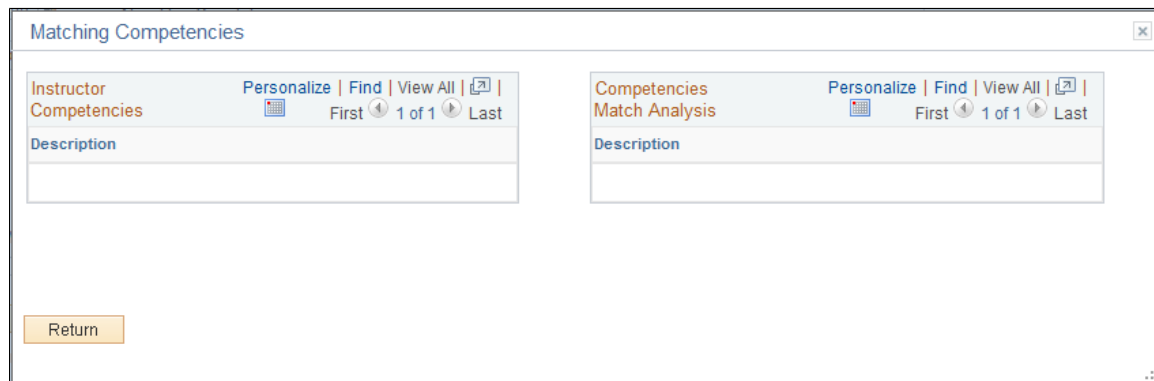 Matching Competencies
Instructor Competencies
Personalize | Find | View All | |
First 1 of 1 Last
Description
Competencies Match Analysis
Personalize | Find | View All | |
First 1 of 1 Last
Description
Return